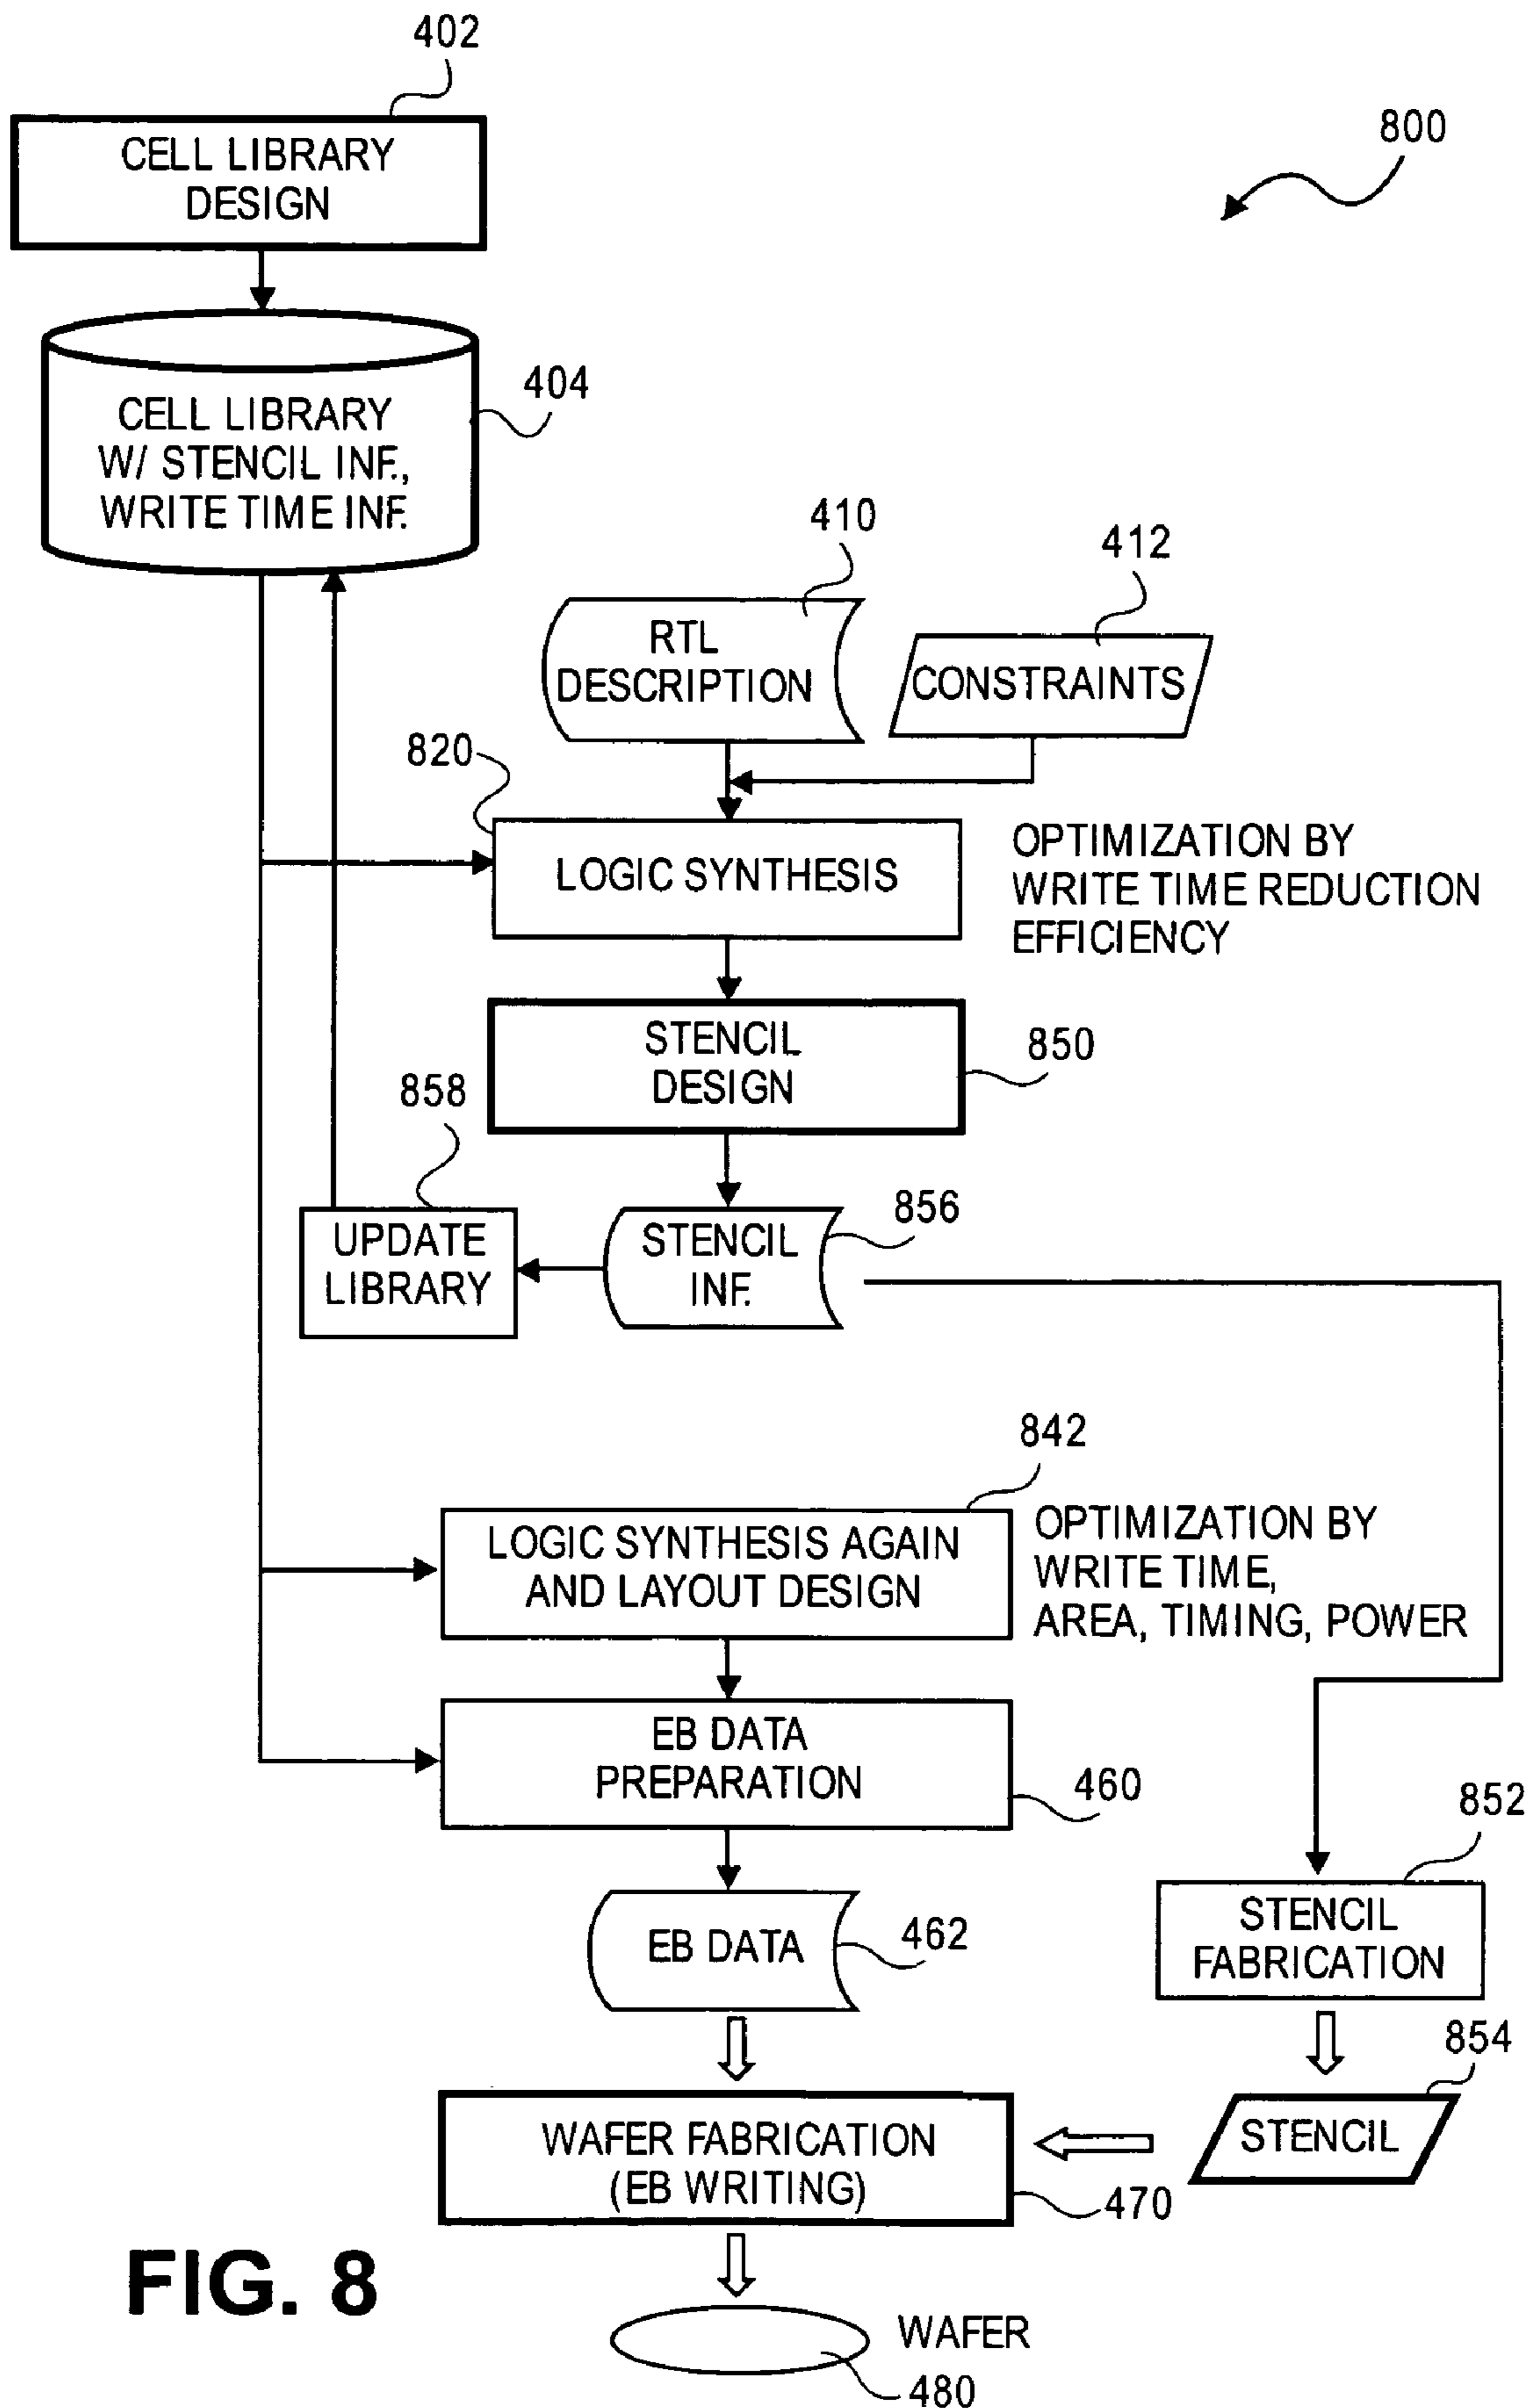 402
CELL LIBRARY
DESIGN
800
404
CELL LIBRARY
W/ STENCIL INF.,
WRITE TIME INF.
410
412
RTL
DESCRIPTION
CONSTRAINTS
820
LOGIC SYNTHESIS
OPTIMIZATION BY
WRITE TIME REDUCTION
EFFICIENCY
STENCIL
DESIGN
850
858
856
UPDATE
LIBRARY
STENCIL
INF.
842
LOGIC SYNTHESIS AGAIN
AND LAYOUT DESIGN
OPTIMIZATION BY
WRITE TIME,
AREA, TIMING, POWER
EB DATA
PREPARATION
460
852
EB DATA
462
STENCIL
FABRICATION
854
WAFER FABRICATION
(EB WRITING)
STENCIL
470
FIG. 8
WAFER
480